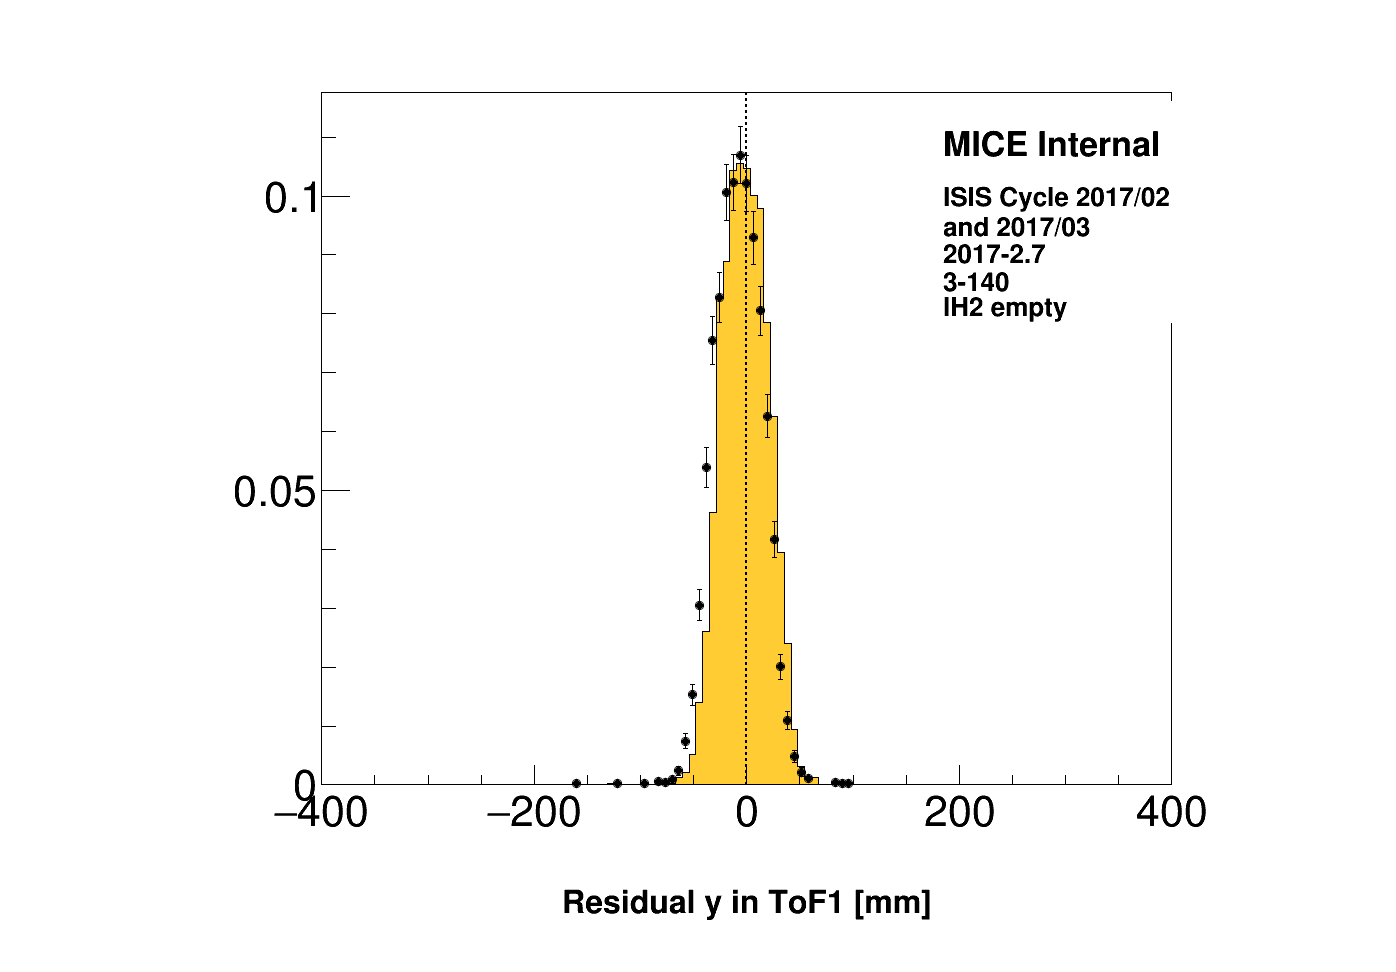 MICE Internal
ISIS Cycle 2017/02
and 2017/03
2017-2.7
3-140
IH2 empty
0.1
0.05
0
−400
−200
0
200
400
Residual y in ToF1 [mm]